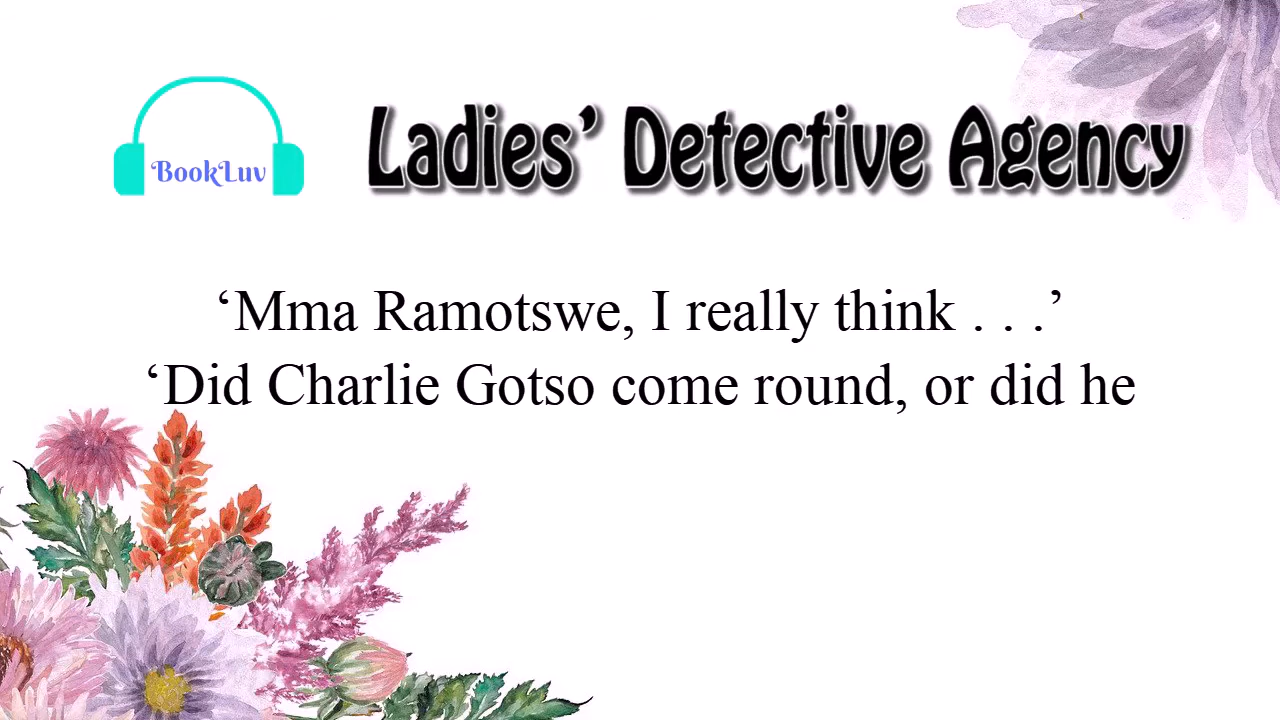 BookLuv
Ladies’ Detective Agency
‘Mma Ramotswe, I really think . . .’
‘Did Charlie Gotso come round, or did he